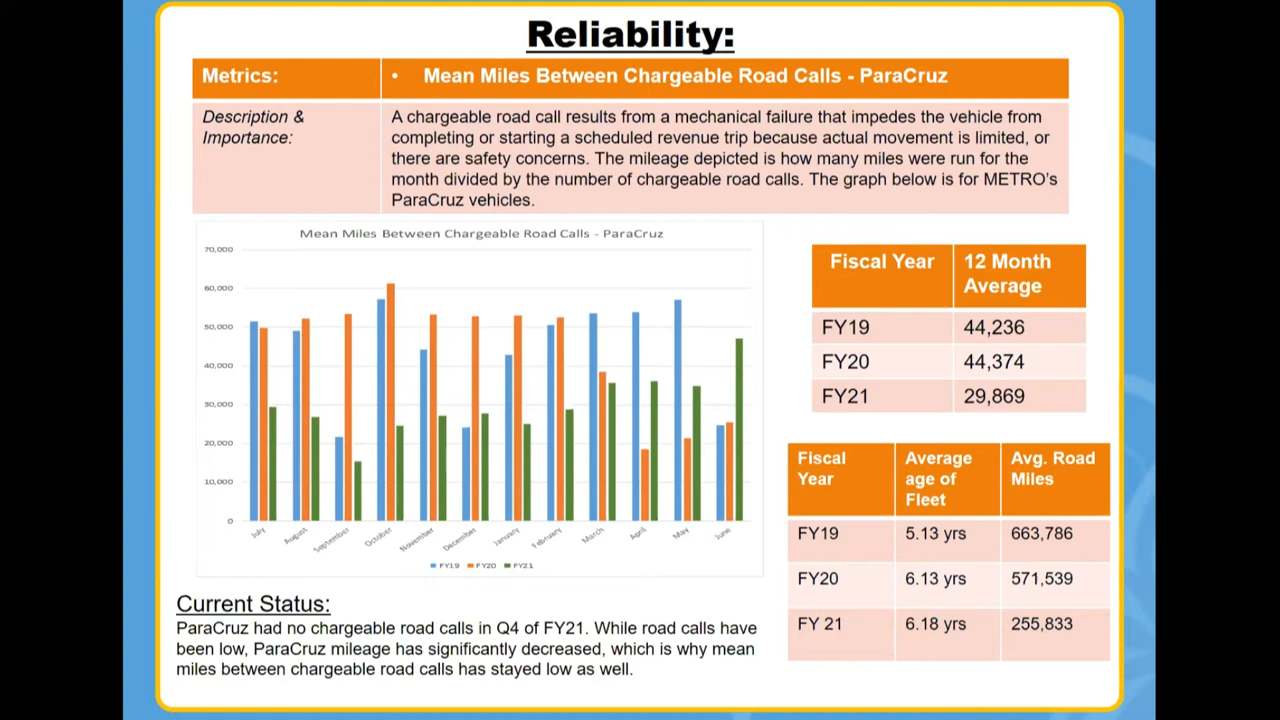 Reliability:
Metrics:
• Mean Miles Between Chargeable Road Calls - ParaCruz
Description &
Importance:
A chargeable road call results from a mechanical failure that impedes the vehicle from
completing or starting a scheduled revenue trip because actual movement is limited, or
there are safety concerns. The mileage depicted is how many miles were run for the
month divided by the number of chargeable road calls. The graph below is for METRO's
ParaCruz vehicles.
Mean Miles Between Chargeable Road Calls - ParaCruz
70,000
60,000
50,000
40,000
30,000
20,000
10,000
0
July August September October November December January February March April May June
FY19 FY20 FY21
Fiscal Year 12 Month
Average
FY19 44,236
FY20 44,374
FY21 29,869
Fiscal Average Avg. Road
Year age of Miles
Fleet
FY19 5.13 yrs 663,786
FY20 6.13 yrs 571,539
FY 21 6.18 yrs 255,833
Current Status:
ParaCruz had no chargeable road calls in Q4 of FY21. While road calls have
been low, ParaCruz mileage has significantly decreased, which is why mean
miles between chargeable road calls has stayed low as well.